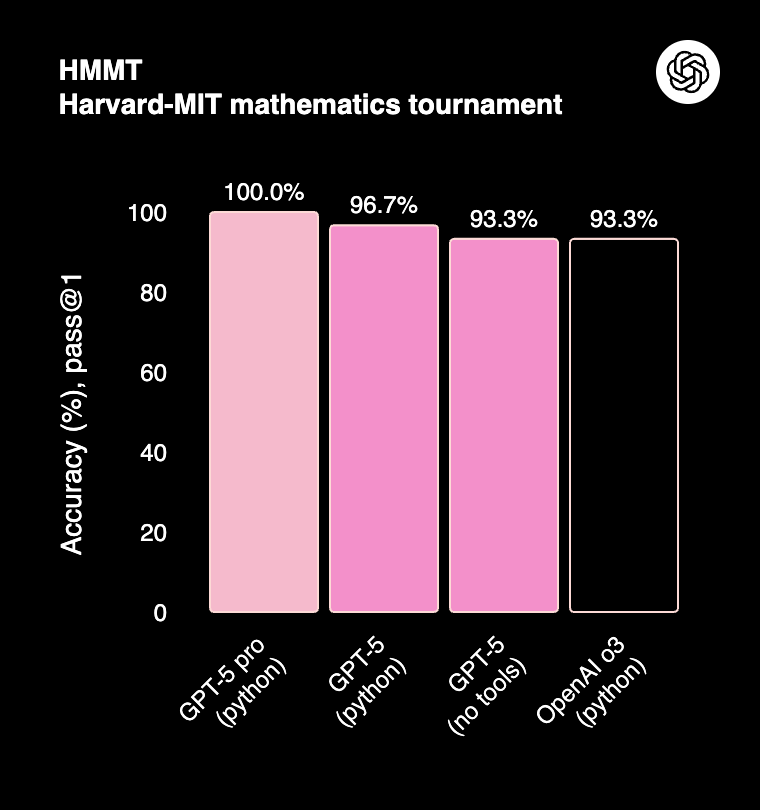 HMMT
Harvard-MIT mathematics tournament
100.0%
96.7%
93.3%
93.3%
Accuracy (%), pass@1
100
80
60
40
20
0
GPT-5 pro
(python)
GPT-5
(python)
GPT-5
(no tools)
OpenAI o3
(python)